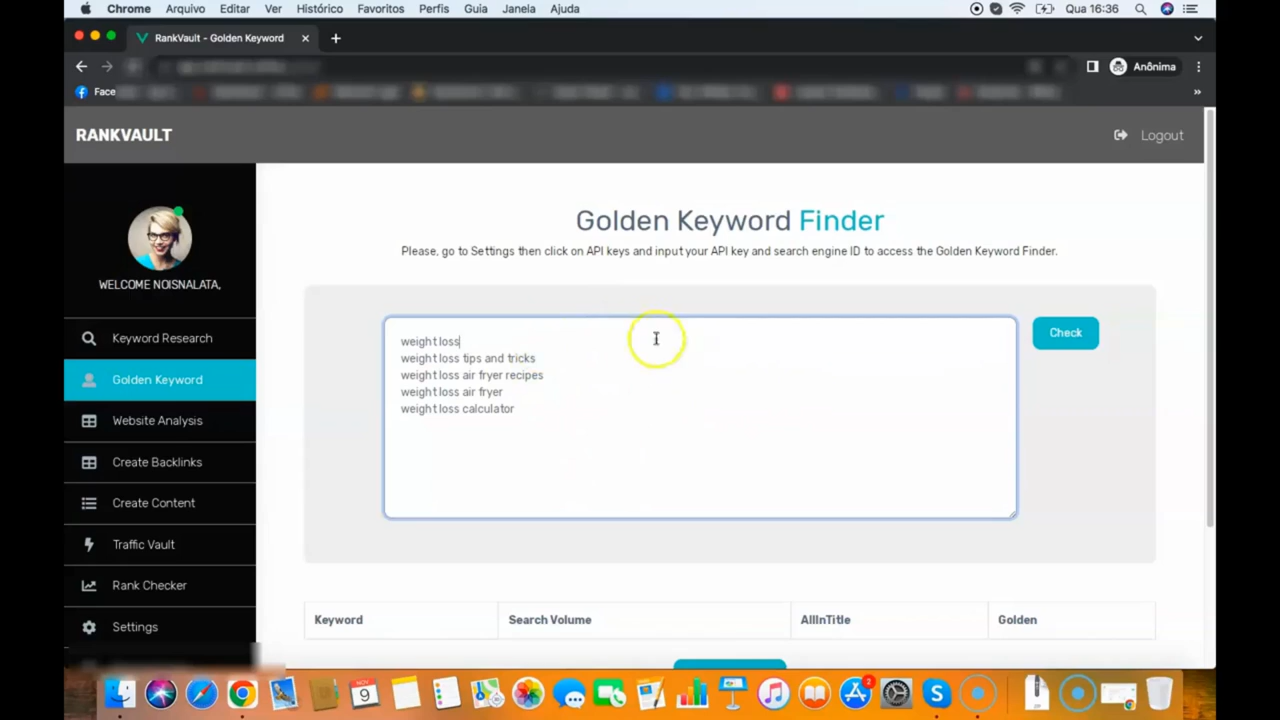 Chrome Arquivo Editar Ver Histórico Favoritos Perfis Guia Janela Ajuda Qua 16:36
RankVault - Golden Keyword
Anônima
Face
RANKVAULT
Logout
WELCOME NOISNALATA,
Keyword Research
Golden Keyword
Website Analysis
Create Backlinks
Create Content
Traffic Vault
Rank Checker
Settings
Golden Keyword Finder
Please, go to Settings then click on API keys and input your API key and search engine ID to access the Golden Keyword Finder.
weight loss
weight loss tips and tricks
weight loss air fryer recipes
weight loss air fryer
weight loss calculator
Check
Keyword Search Volume AllInTitle Golden
NOV
9
2